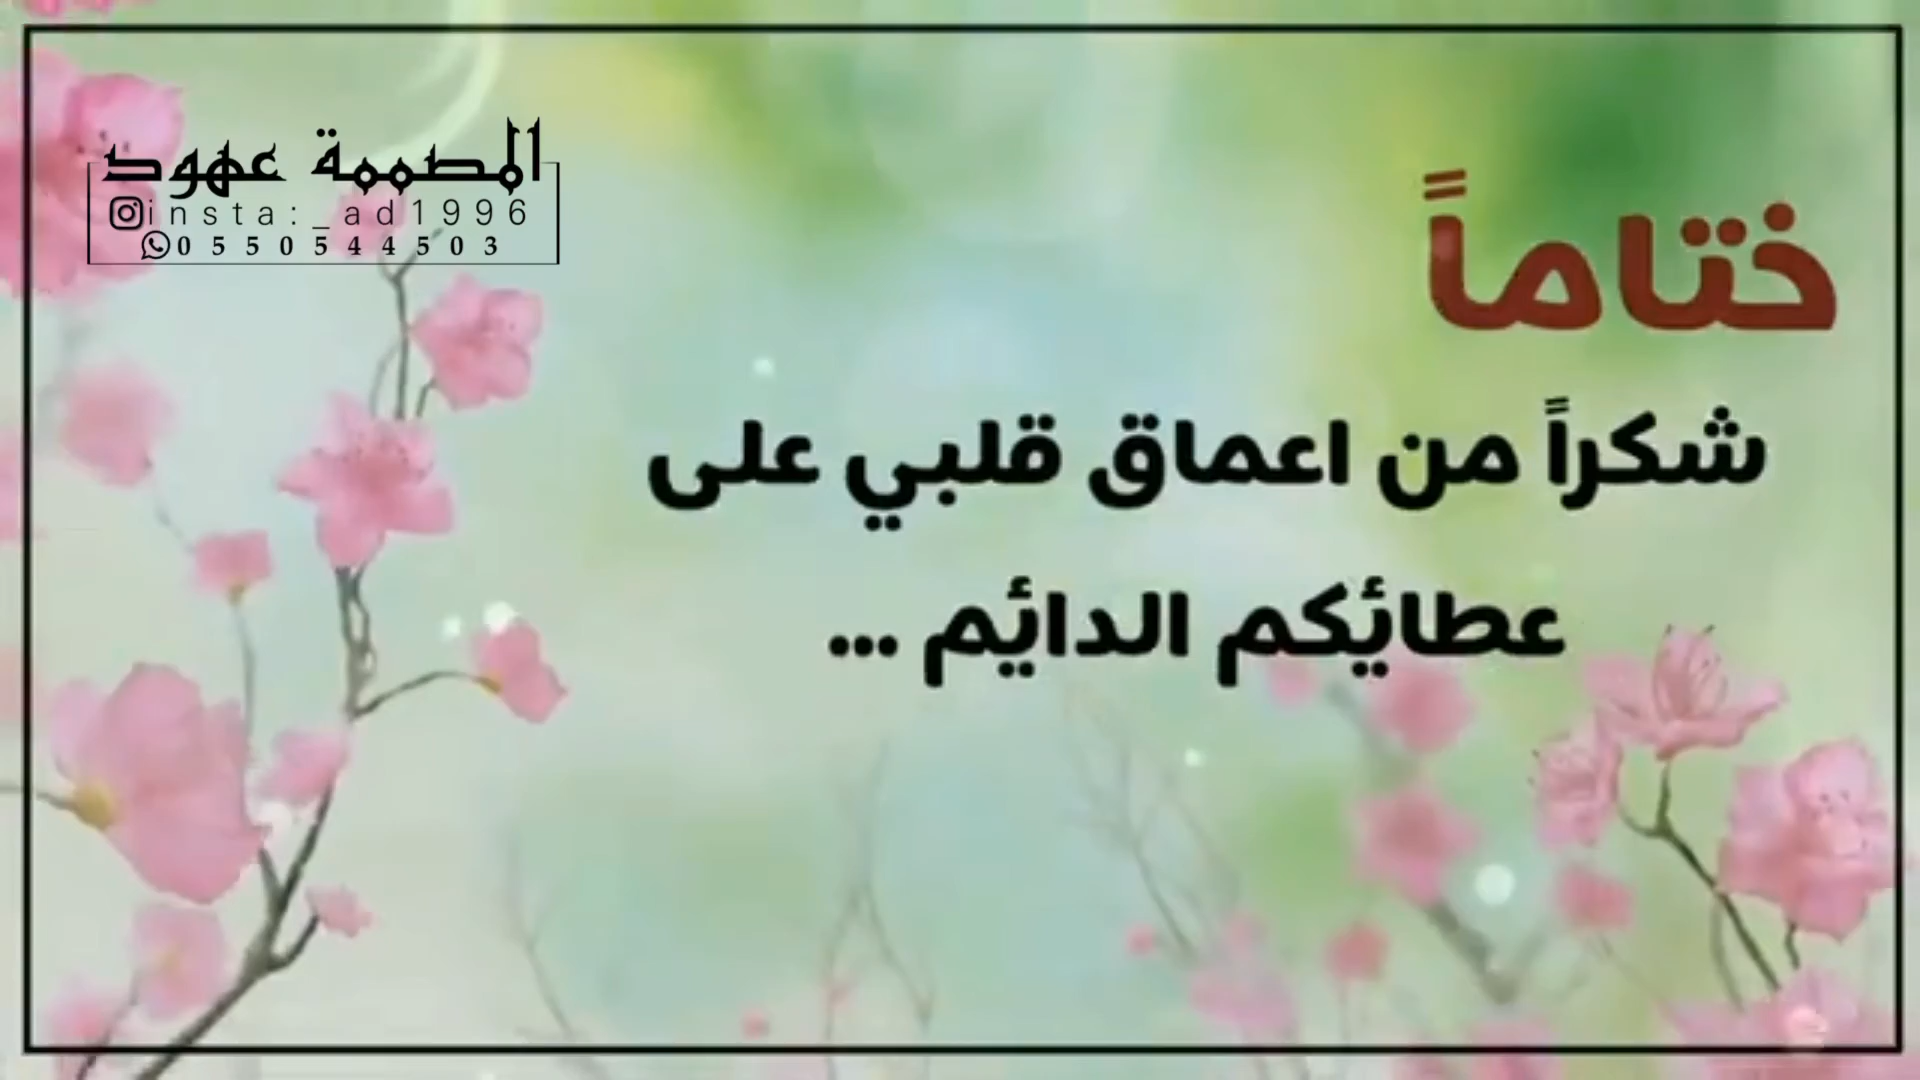 المصممة عهود
insta:_ad1996
0550544503
ختاماً
شكراً من اعماق قلبي على
عطائكم الدائم ...